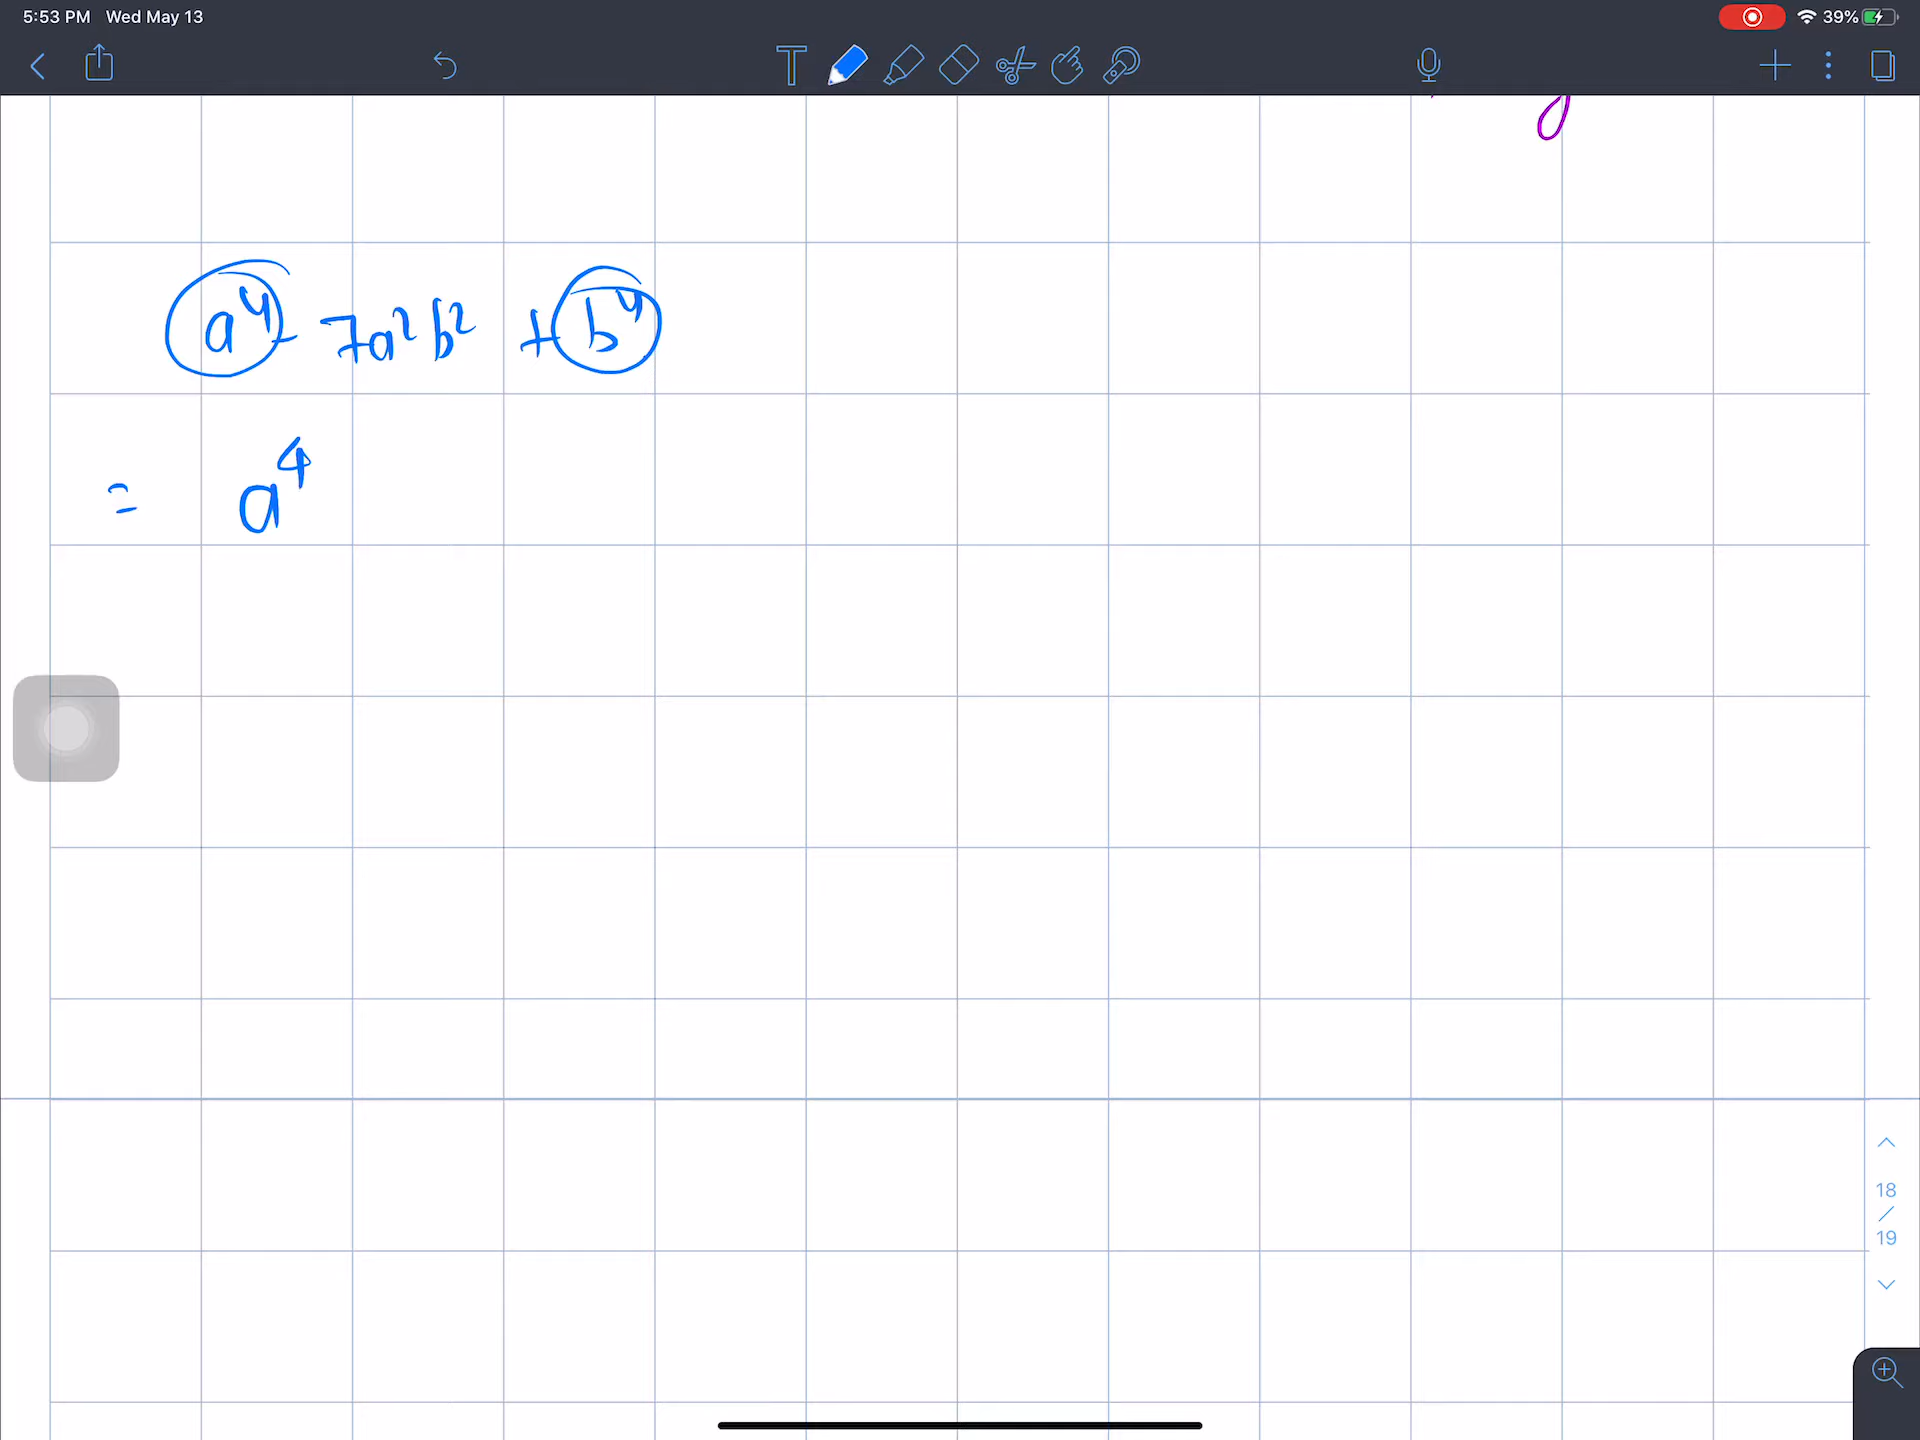 5:53 PM Wed May 13 39%
T
y
a⁴ - 7a²b² + b⁴
= a⁴
18
/
19